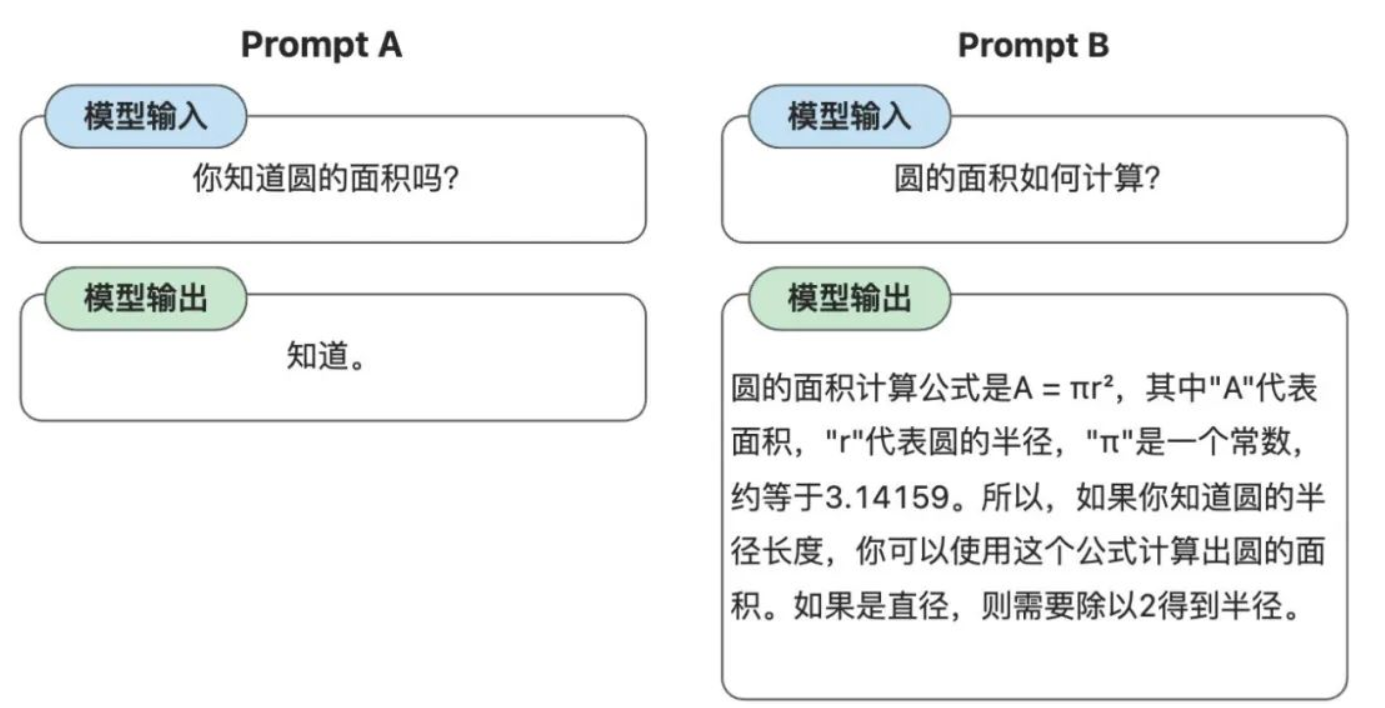 Prompt A
模型输入
你知道圆的面积吗？
模型输出
知道。
Prompt B
模型输入
圆的面积如何计算？
模型输出
圆的面积计算公式是A = πr²，其中"A"代表
面积，"r"代表圆的半径，"π"是一个常数，
约等于3.14159。所以，如果你知道圆的半
径长度，你可以使用这个公式计算出圆的面
积。如果是直径，则需要除以2得到半径。